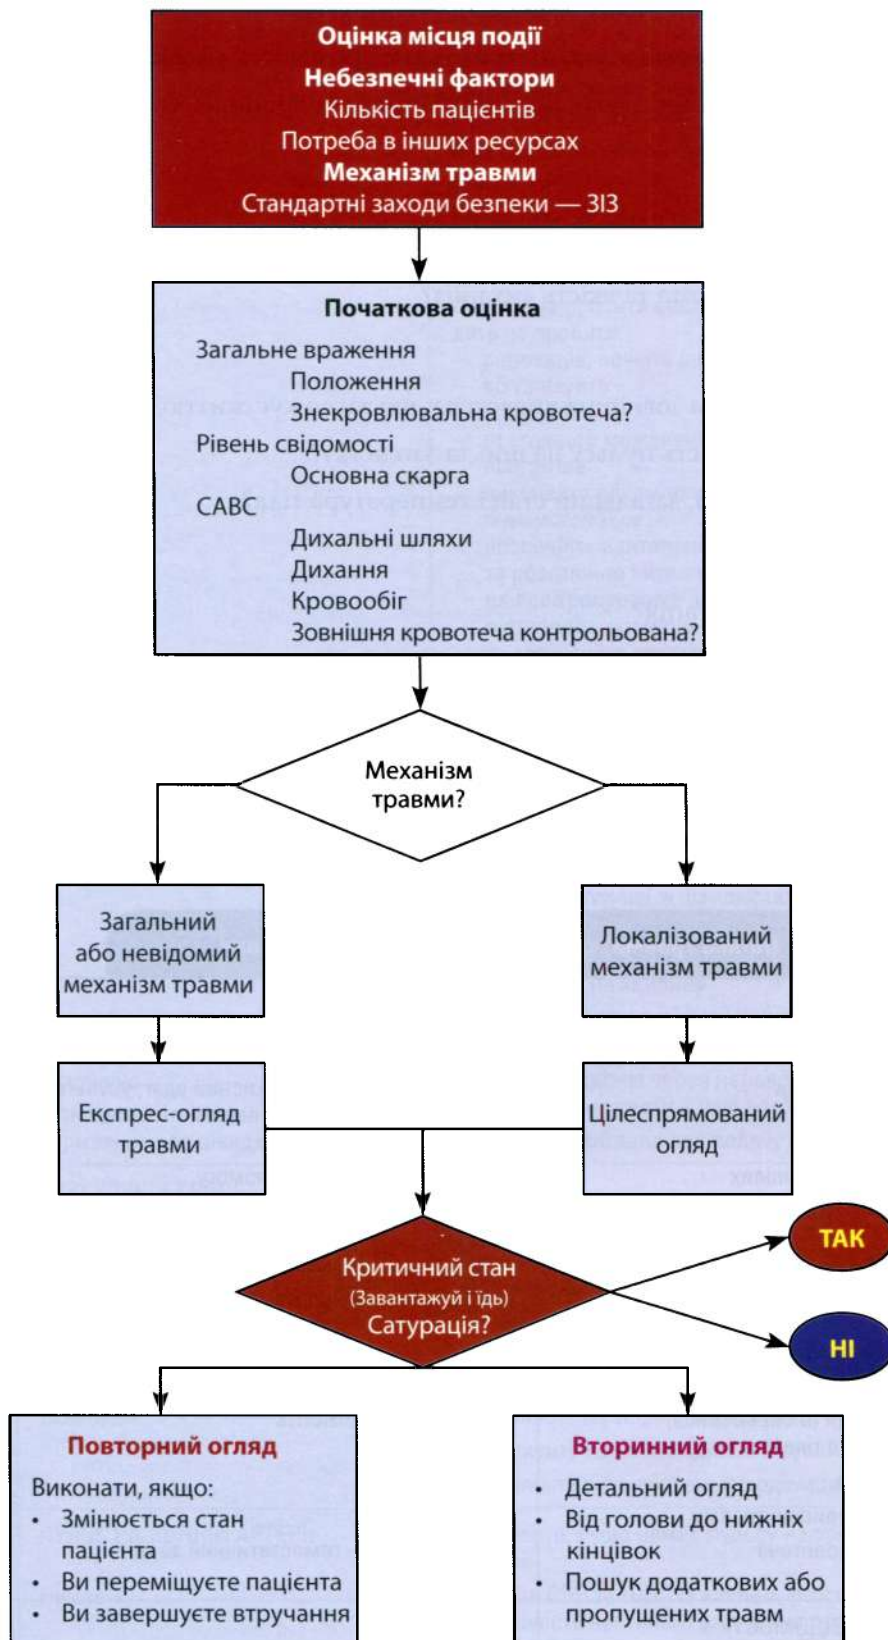 Оцінка місця події
Небезпечні фактори
Кількість пацієнтів
Потреба в інших ресурсах
Механізм травми
Стандартні заходи безпеки — ЗІЗ
Початкова оцінка
Загальне враження
Положення
Знекровлювальна кровотеча?
Рівень свідомості
Основна скарга
САВС
Дихальні шляхи
Дихання
Кровообіг
Зовнішня кровотеча контрольована?
Механізм
травми?
Загальний
або невідомий
механізм травми
Локалізований
механізм травми
Експрес-огляд
травми
Цілеспрямований
огляд
Критичний стан
(Завантажуй і їдь)
Сатурація?
ТАК
НІ
Повторний огляд
Виконати, якщо:
• Змінюється стан
пацієнта
• Ви переміщуєте пацієнта
• Ви завершуєте втручання
Вторинний огляд
• Детальний огляд
• Від голови до нижніх
кінцівок
• Пошук додаткових або
пропущених травм